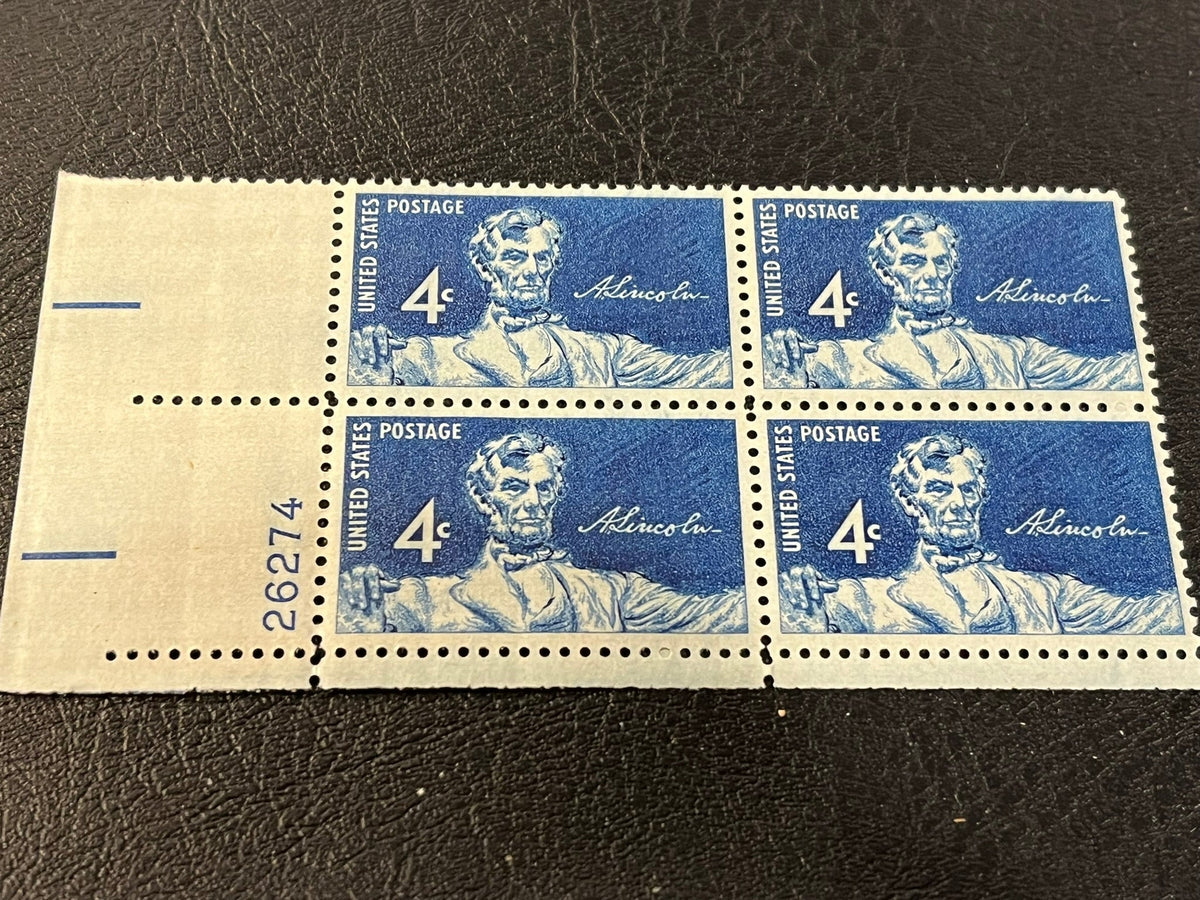 UNITED STATES
POSTAGE
4c
A. Lincoln
UNITED STATES
POSTAGE
4c
A. Lincoln
UNITED STATES
POSTAGE
4c
A. Lincoln
UNITED STATES
POSTAGE
4c
A. Lincoln
26274